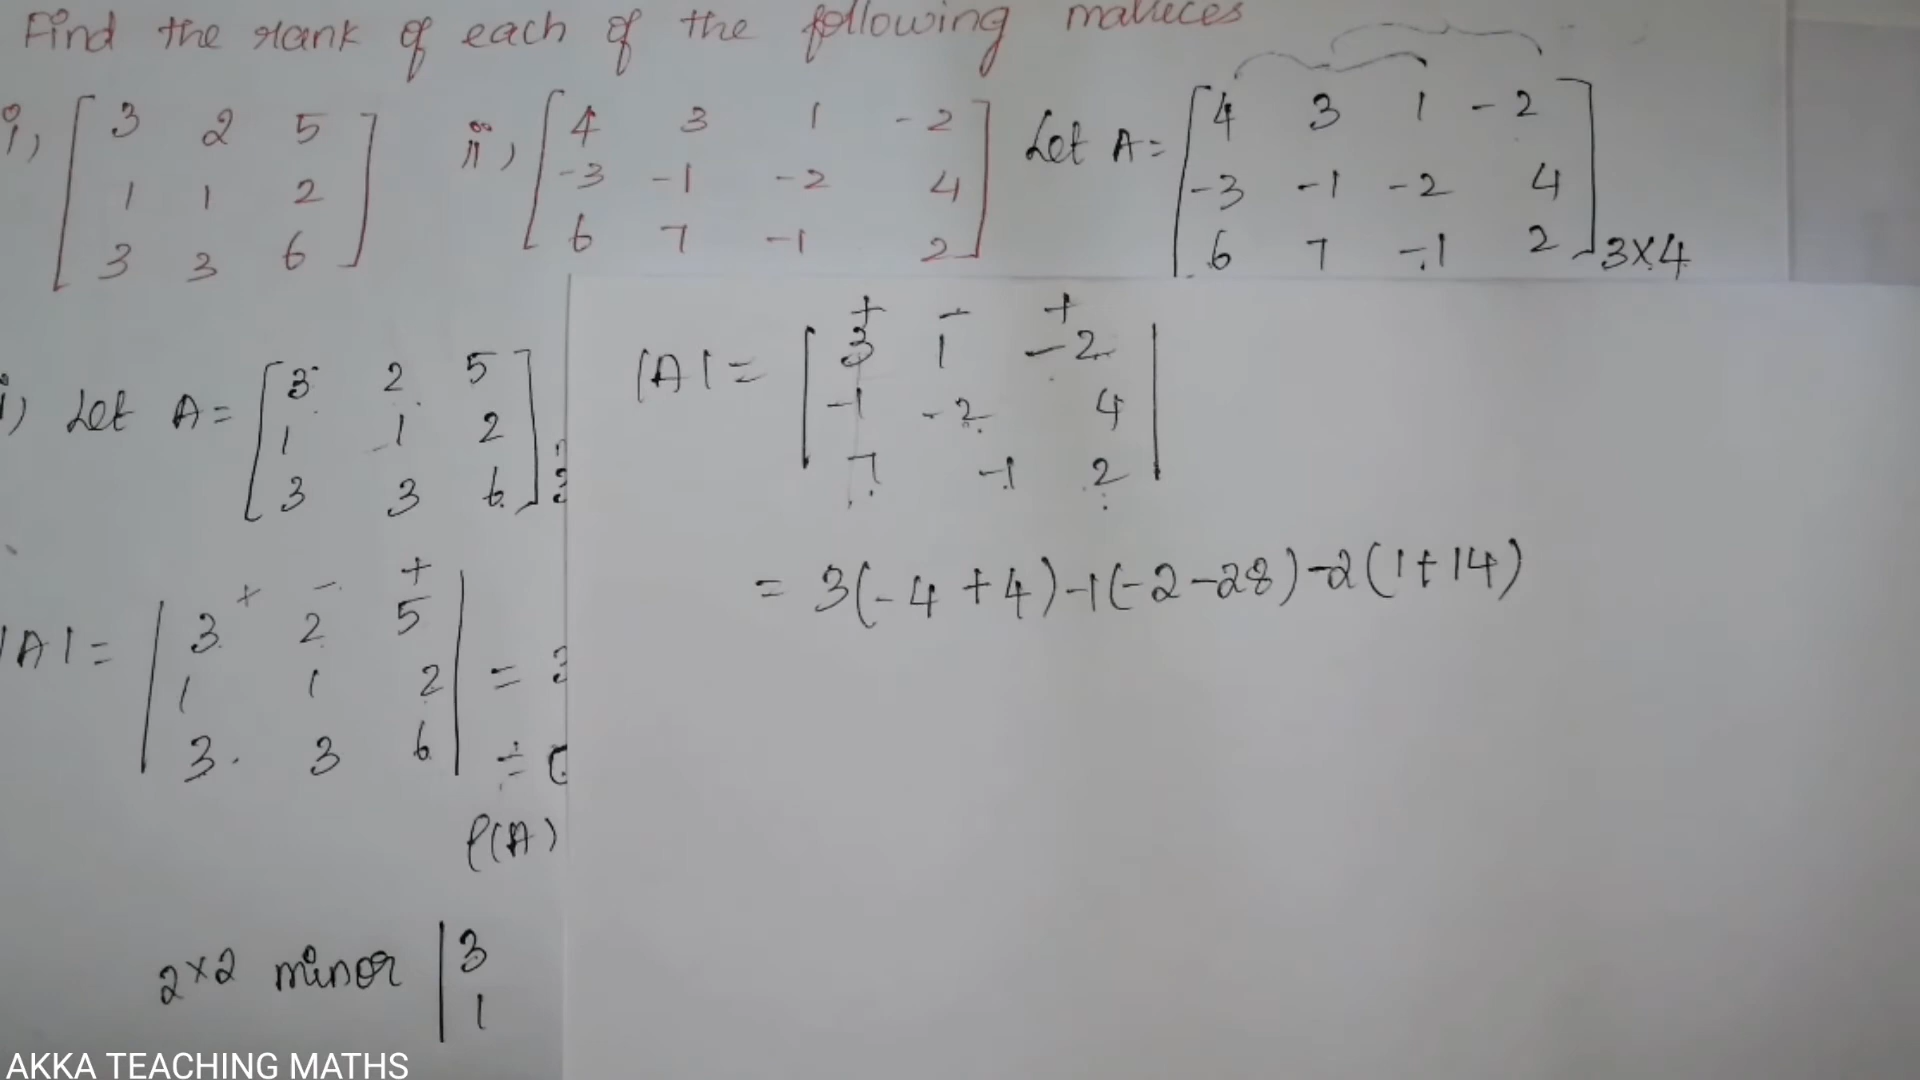 Find the rank of each of the following matrices
i, [ 3 2 5
1 1 2
3 3 6 ]
ii, [ 4 3 1 -2
-3 -1 -2 4
6 7 -1 2 ]
Let A = [ 4 3 1 -2
-3 -1 -2 4
6 7 -1 2 ] 3×4
i) Let A = [ 3 2 5
1 1 2
3 3 6 ]
+ - +
|A| = | 3 2 5
1 1 2
3 3 6 | =
=
ρ(A)
2×2 minor | 3
1
+ - +
|A| = | 3 1 -2
-1 -2 4
7 -1 2 |
= 3(-4+4)-1(-2-28)-2(1+14)
AKKA TEACHING MATHS